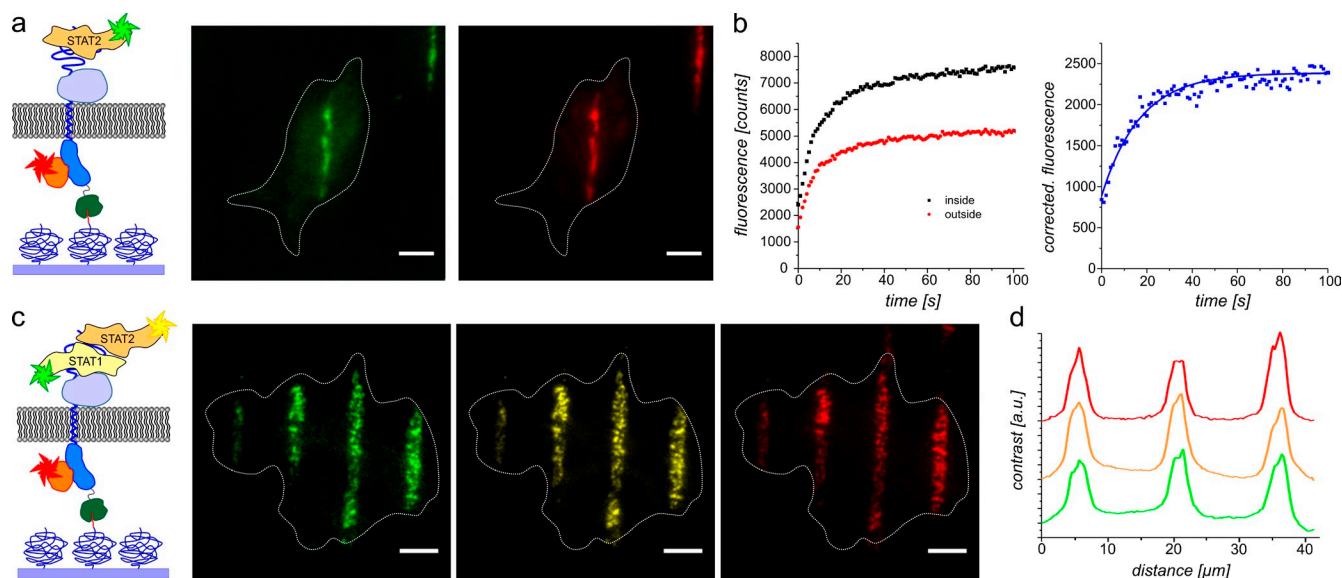 a
STAT2
b
fluorescence [counts]
8000
7000
6000
5000
4000
3000
2000
1000
0
inside
outside
0 20 40 60 80 100
time [s]
corrected. fluorescence
2500
2000
1500
1000
500
0
0 20 40 60 80 100
time [s]
c
STAT2
STAT1
d
contrast [a.u.]
0 10 20 30 40
distance [µm]